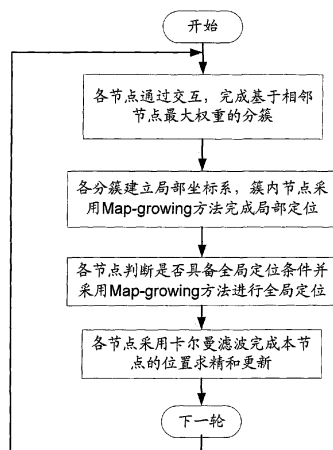 开始
各节点通过交互，完成基于相邻
节点最大权重的分簇
各分簇建立局部坐标系，簇内节点采
用Map-growing方法完成局部定位
各节点判断是否具备全局定位条件并
采用Map-growing方法进行全局定位
各节点采用卡尔曼滤波完成本节
点的位置求精和更新
下一轮